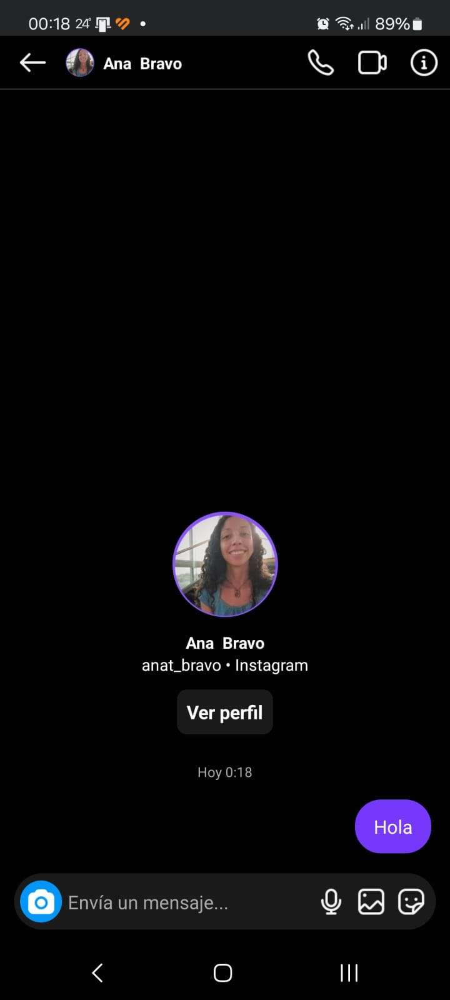 00:18 24° 89%
Ana Bravo
Ana Bravo
anat_bravo • Instagram
Ver perfil
Hoy 0:18
Hola
Envía un mensaje...